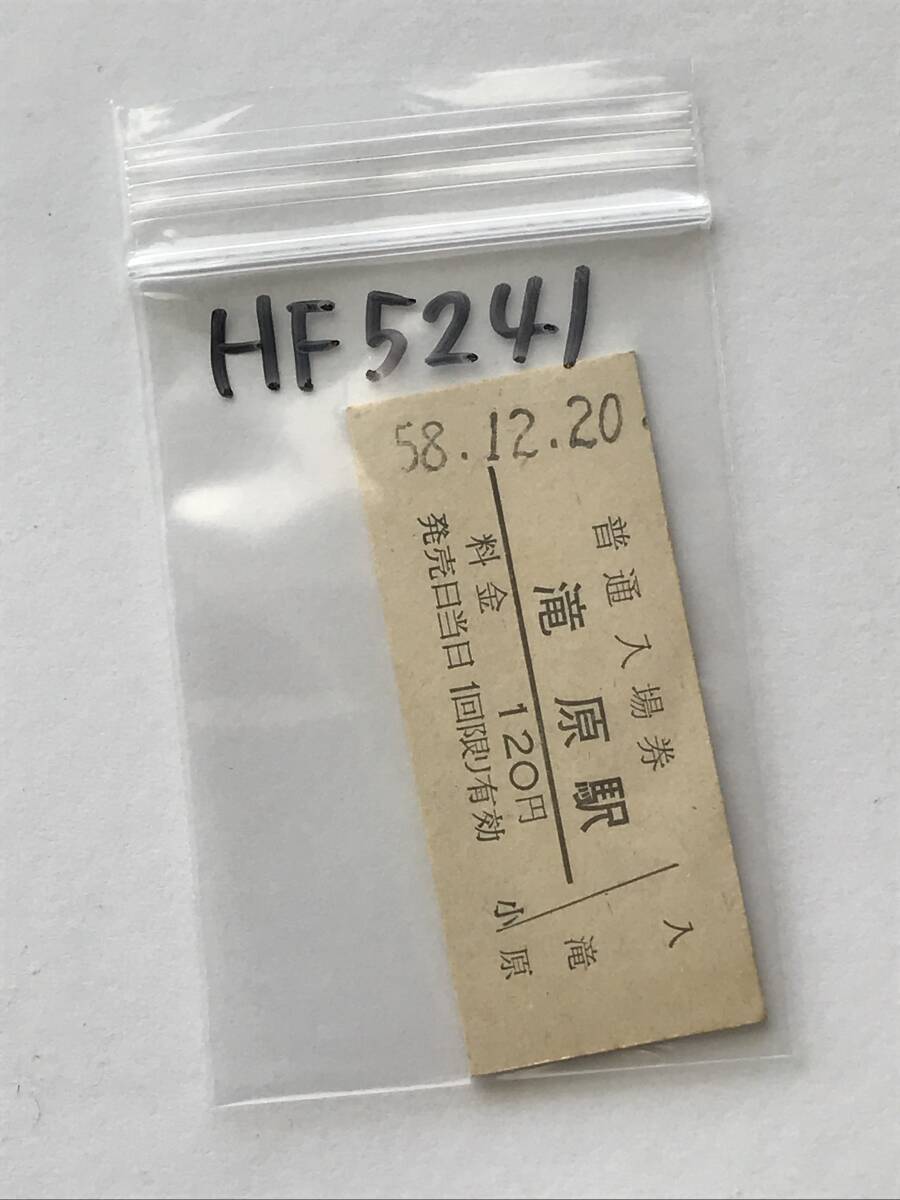 HF5241
58.12.20.
普通入場券
滝原駅
料金 120円
発売日当日1回限り有効
入
小
滝
原